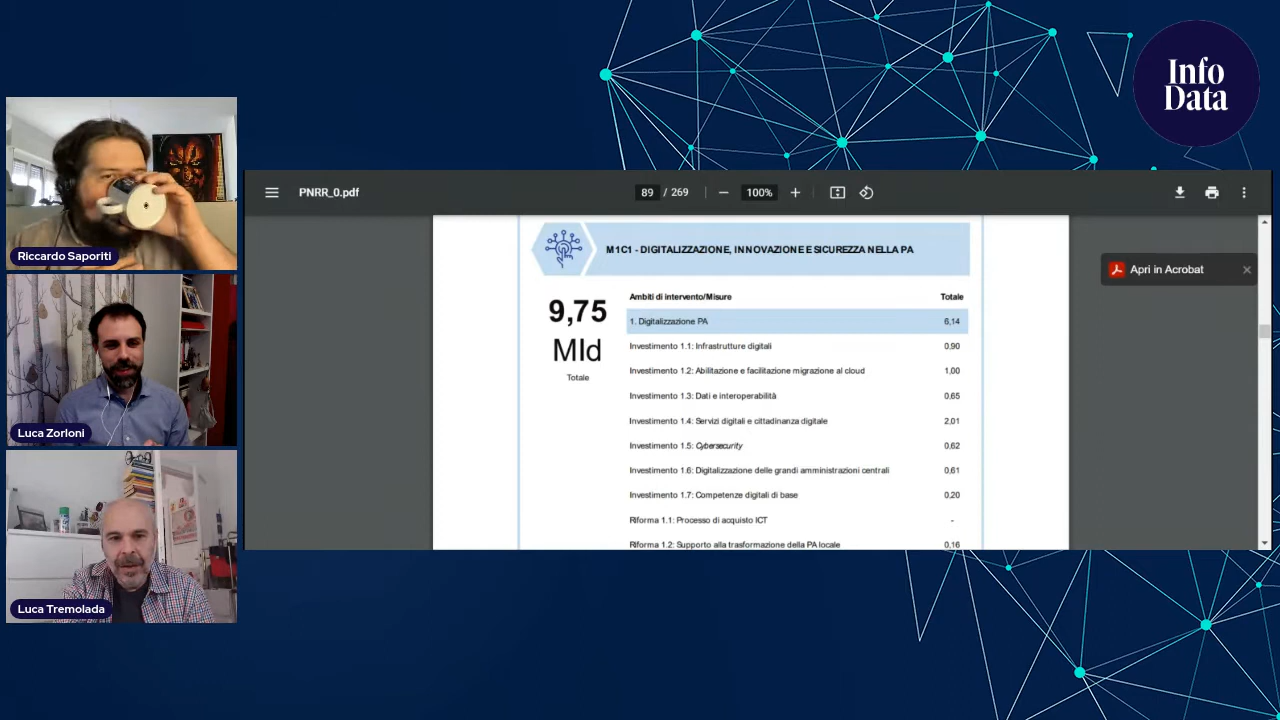 Info
Data
Riccardo Saporiti
Luca Zorloni
Luca Tremolada
PNRR_0.pdf
89 / 269
100%
Apri in Acrobat
M1C1 - DIGITALIZZAZIONE, INNOVAZIONE E SICUREZZA NELLA PA
9,75
Mld
Totale
Ambiti di intervento/Misure Totale
1. Digitalizzazione PA 6,14
Investimento 1.1: Infrastrutture digitali 0,90
Investimento 1.2: Abilitazione e facilitazione migrazione al cloud 1,00
Investimento 1.3: Dati e interoperabilità 0,65
Investimento 1.4: Servizi digitali e cittadinanza digitale 2,01
Investimento 1.5: Cybersecurity 0,62
Investimento 1.6: Digitalizzazione delle grandi amministrazioni centrali 0,61
Investimento 1.7: Competenze digitali di base 0,20
Riforma 1.1: Processo di acquisto ICT -
Riforma 1.2: Supporto alla trasformazione della PA locale 0,16